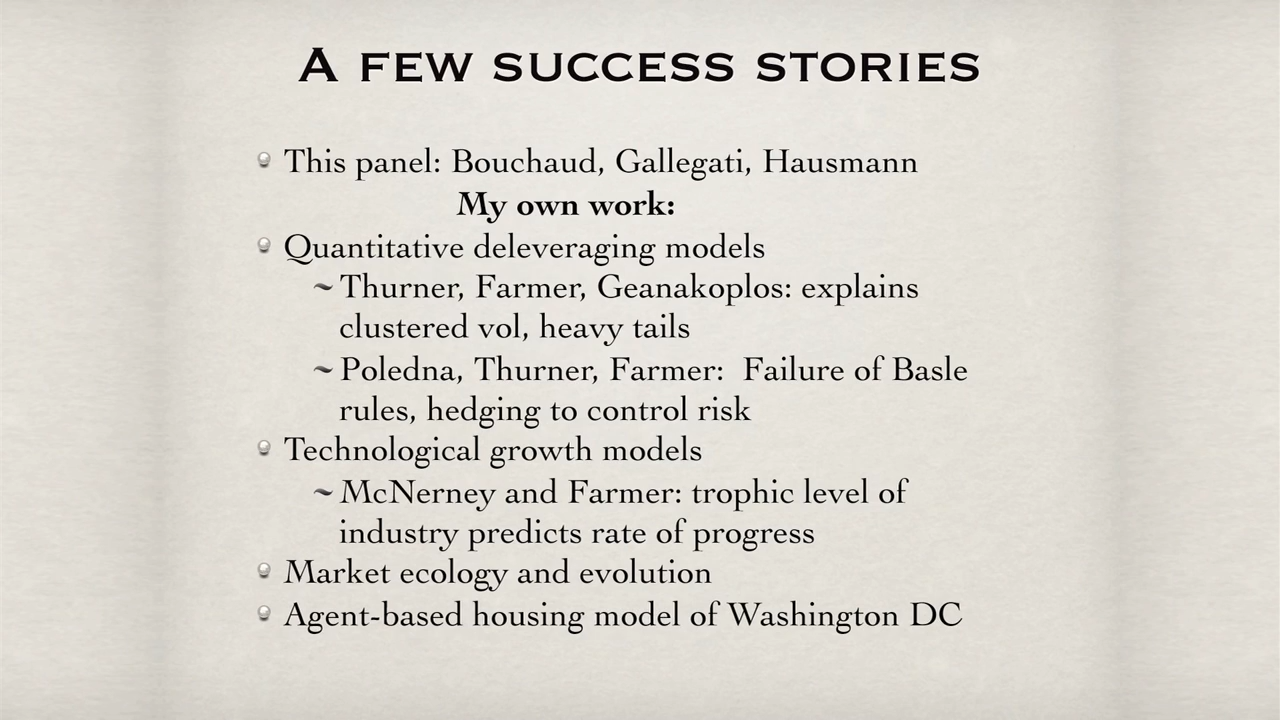 A FEW SUCCESS STORIES
This panel: Bouchaud, Gallegati, Hausmann
My own work:
Quantitative deleveraging models
~ Thurner, Farmer, Geanakoplos: explains
clustered vol, heavy tails
~ Poledna, Thurner, Farmer:  Failure of Basle
rules, hedging to control risk
Technological growth models
~ McNerney and Farmer: trophic level of
industry predicts rate of progress
Market ecology and evolution
Agent-based housing model of Washington DC